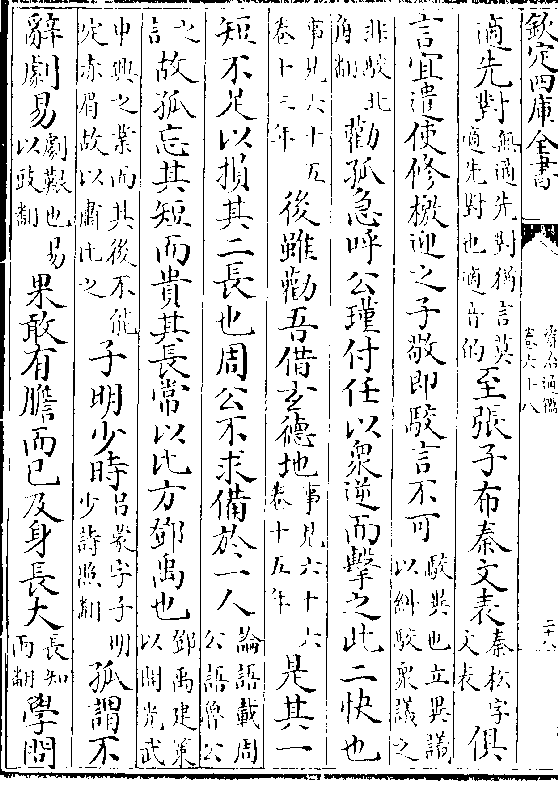 欽定四庫全書
資治通鑑
卷六十八
適先對無適先對猶言莫適先對也適音的至張子布秦文表秦松字文表俱
言宜遣使修檄迎之子敬即駮言不可駮異也立異議以糾駮衆議之
非駮北角翻勸孤急呼公瑾付任以衆逆而擊之此二快也
事見六十五卷十三年後雖勸吾借玄德地事見六十六卷十五年是其一
短不足以損其二長也周公不求備於一人論語載周公語魯公
之言故孤忘其短而貴其長常以比方鄧禹也鄧禹建策以開光武
中興之業而其後不能定赤眉故以肅比之子明少時呂蒙字子明少詩照翻孤謂不
辭劇易劇艱也易以豉翻果敢有膽而已及身長大長知兩翻學問